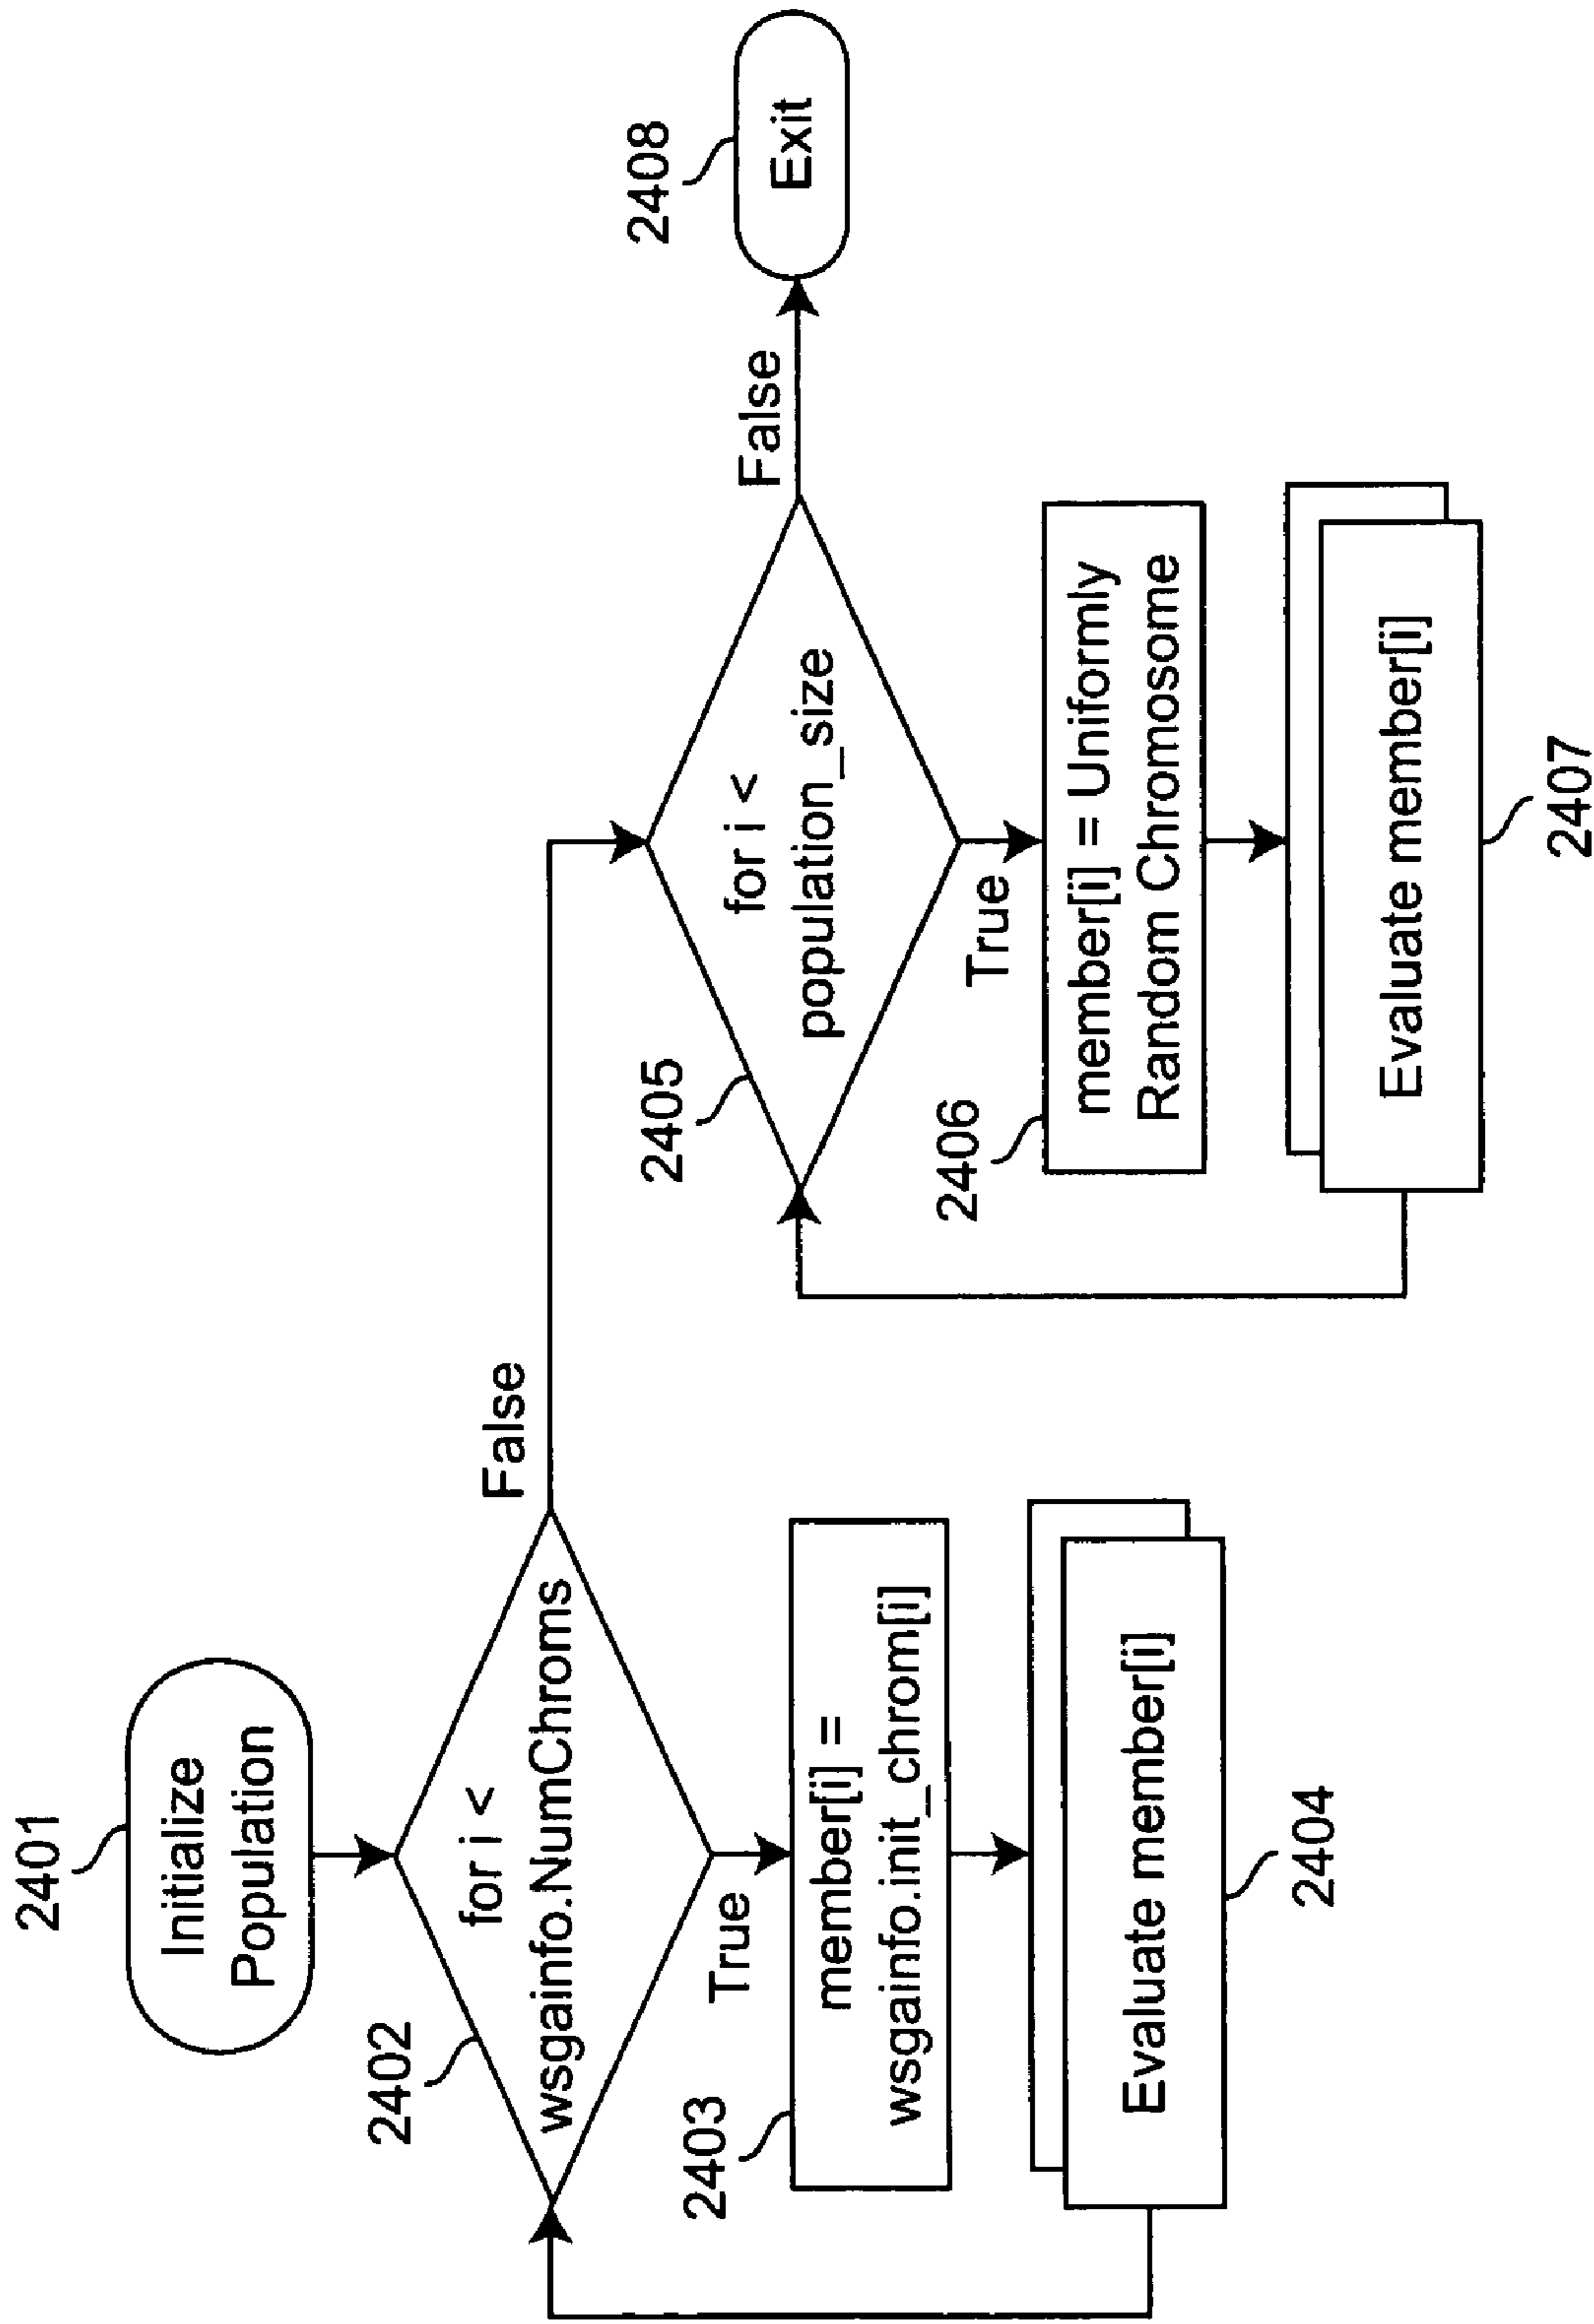 2401
Initialize
Population
2402
for i <
wsgainfo.NumChroms
False
True
2403
member[i] =
wsgainfo.init_chrom[i]
Evaluate member[i]
2404
2405
for i <
population_size
False
2408
Exit
True
2406
member[i] = Uniformly
Random Chromosome
Evaluate member[i]
2407